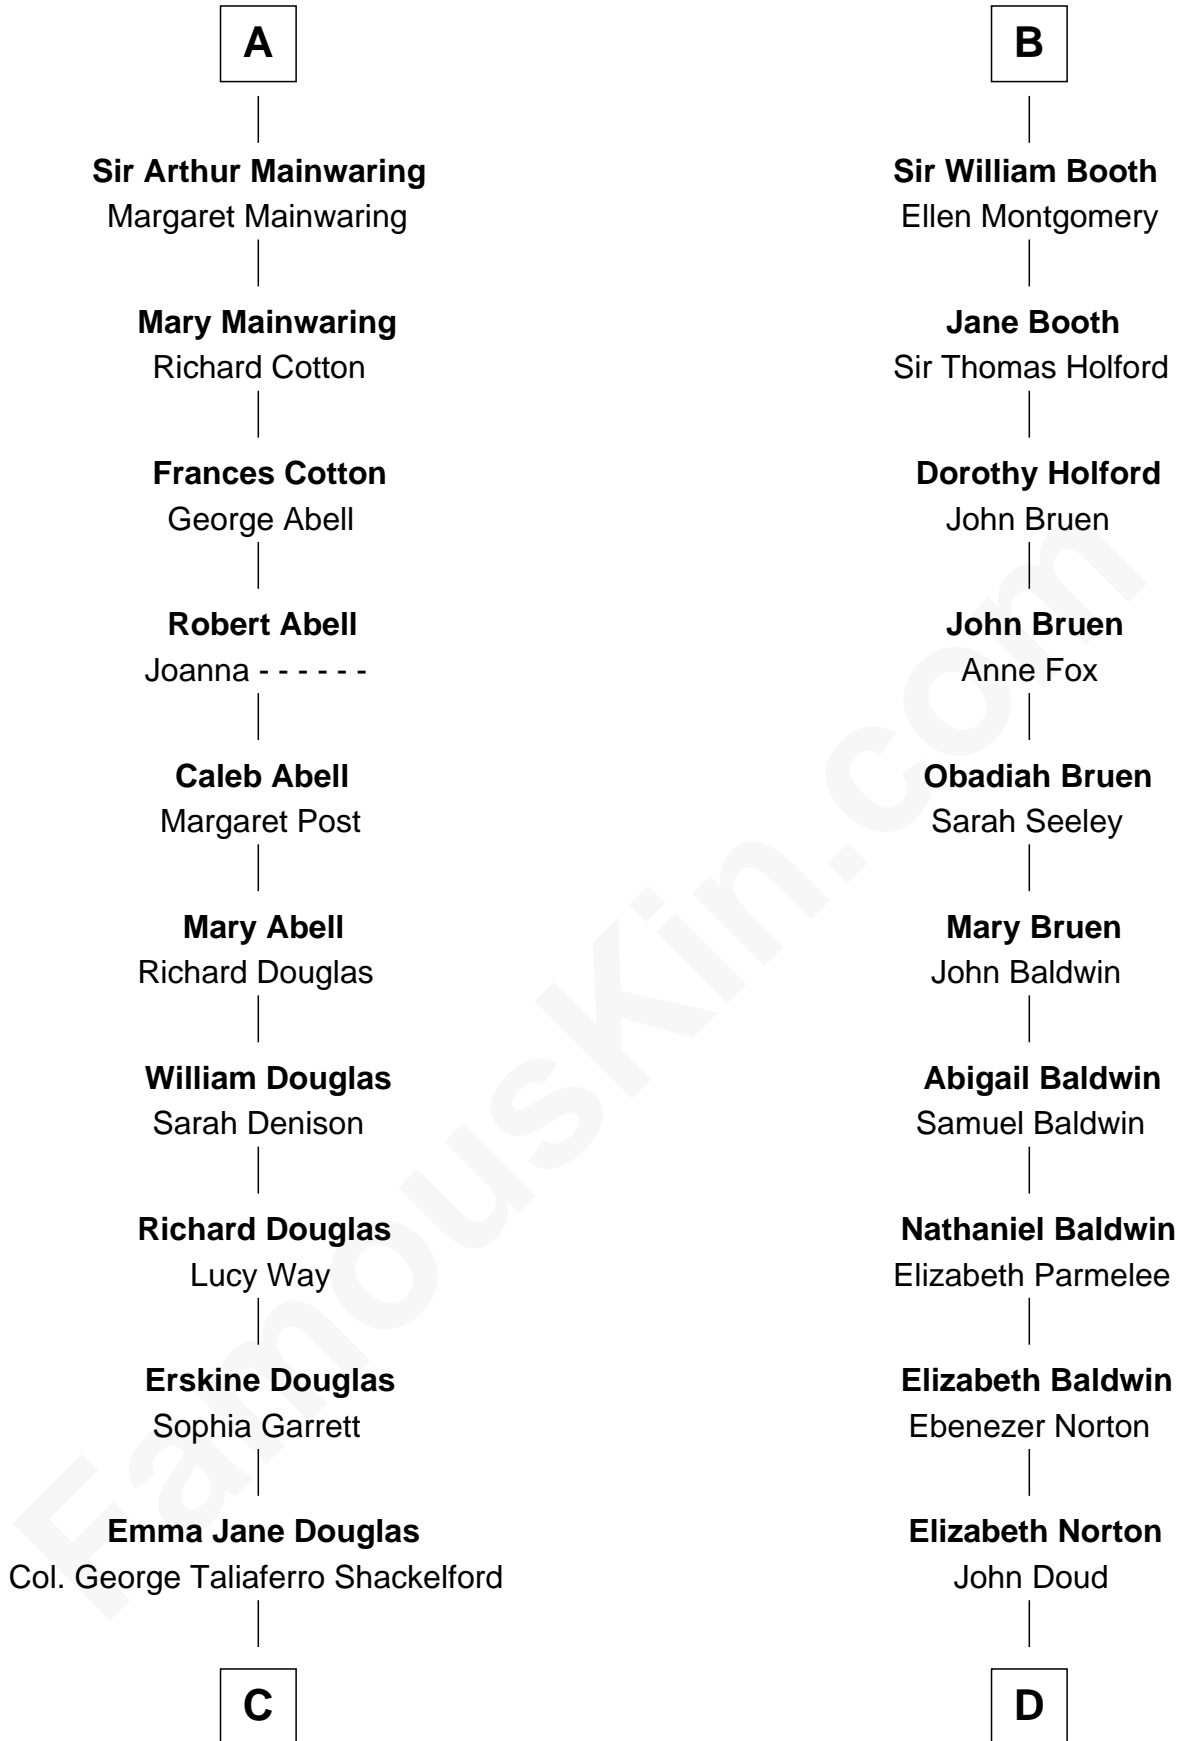 A
Sir Arthur Mainwaring
Margaret Mainwaring
Mary Mainwaring
Richard Cotton
Frances Cotton
George Abell
Robert Abell
Joanna - - - - - -
Caleb Abell
Margaret Post
Mary Abell
Richard Douglas
William Douglas
Sarah Denison
Richard Douglas
Lucy Way
Erskine Douglas
Sophia Garrett
Emma Jane Douglas
Col. George Taliaferro Shackelford
C
B
Sir William Booth
Ellen Montgomery
Jane Booth
Sir Thomas Holford
Dorothy Holford
John Bruen
John Bruen
Anne Fox
Obadiah Bruen
Sarah Seeley
Mary Bruen
John Baldwin
Abigail Baldwin
Samuel Baldwin
Nathaniel Baldwin
Elizabeth Parmelee
Elizabeth Baldwin
Ebenezer Norton
Elizabeth Norton
John Doud
D
FamousKin.com